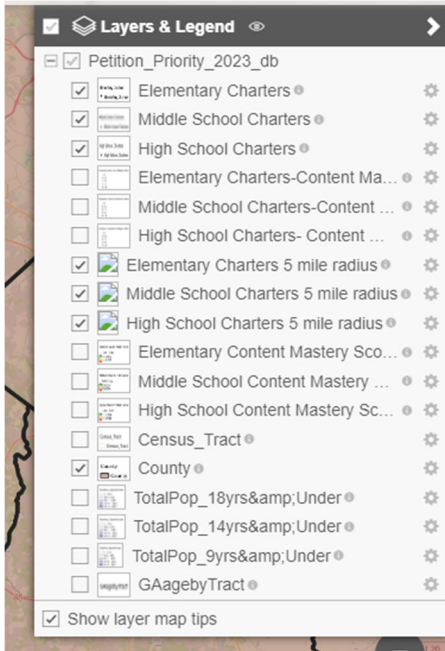 Layers & Legend
Petition_Priority_2023_db
Elementary Charters
Middle School Charters
High School Charters
Elementary Charters-Content Ma...
Middle School Charters-Content ...
High School Charters- Content ...
Elementary Charters 5 mile radius
Middle School Charters 5 mile radius
High School Charters 5 mile radius
Elementary Content Mastery Sco...
Middle School Content Mastery ...
High School Content Mastery Sc...
Census_Tract
County
TotalPop_18yrs&amp;Under
TotalPop_14yrs&amp;Under
TotalPop_9yrs&amp;Under
GAagebyTract
Show layer map tips